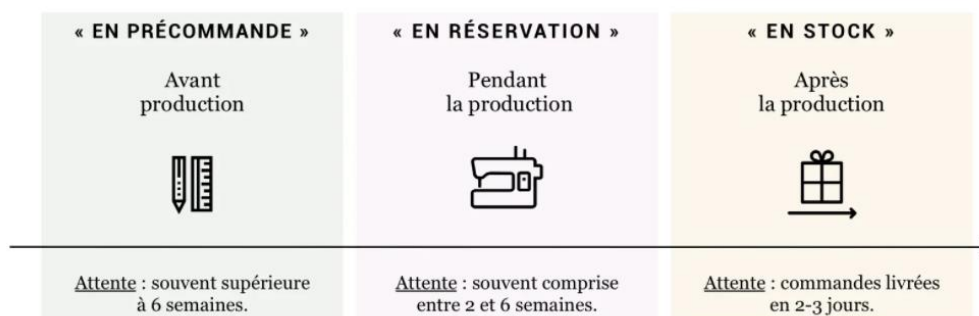 « EN PRÉCOMMANDE »
Avant
production
Attente : souvent supérieure
à 6 semaines.
« EN RÉSERVATION »
Pendant
la production
Attente : souvent comprise
entre 2 et 6 semaines.
« EN STOCK »
Après
la production
Attente : commandes livrées
en 2-3 jours.